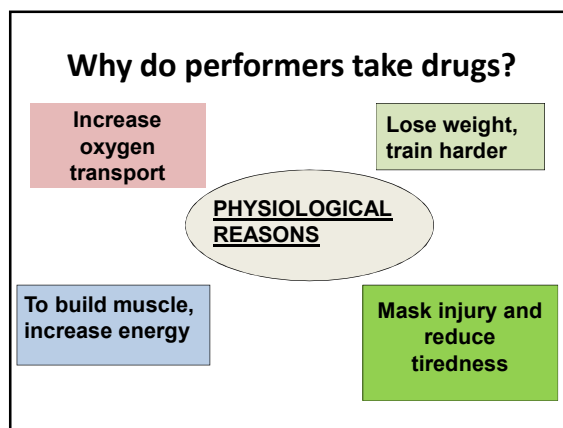 Why do performers take drugs?
Increase
oxygen
transport
Lose weight,
train harder
PHYSIOLOGICAL
REASONS
To build muscle,
increase energy
Mask injury and
reduce
tiredness